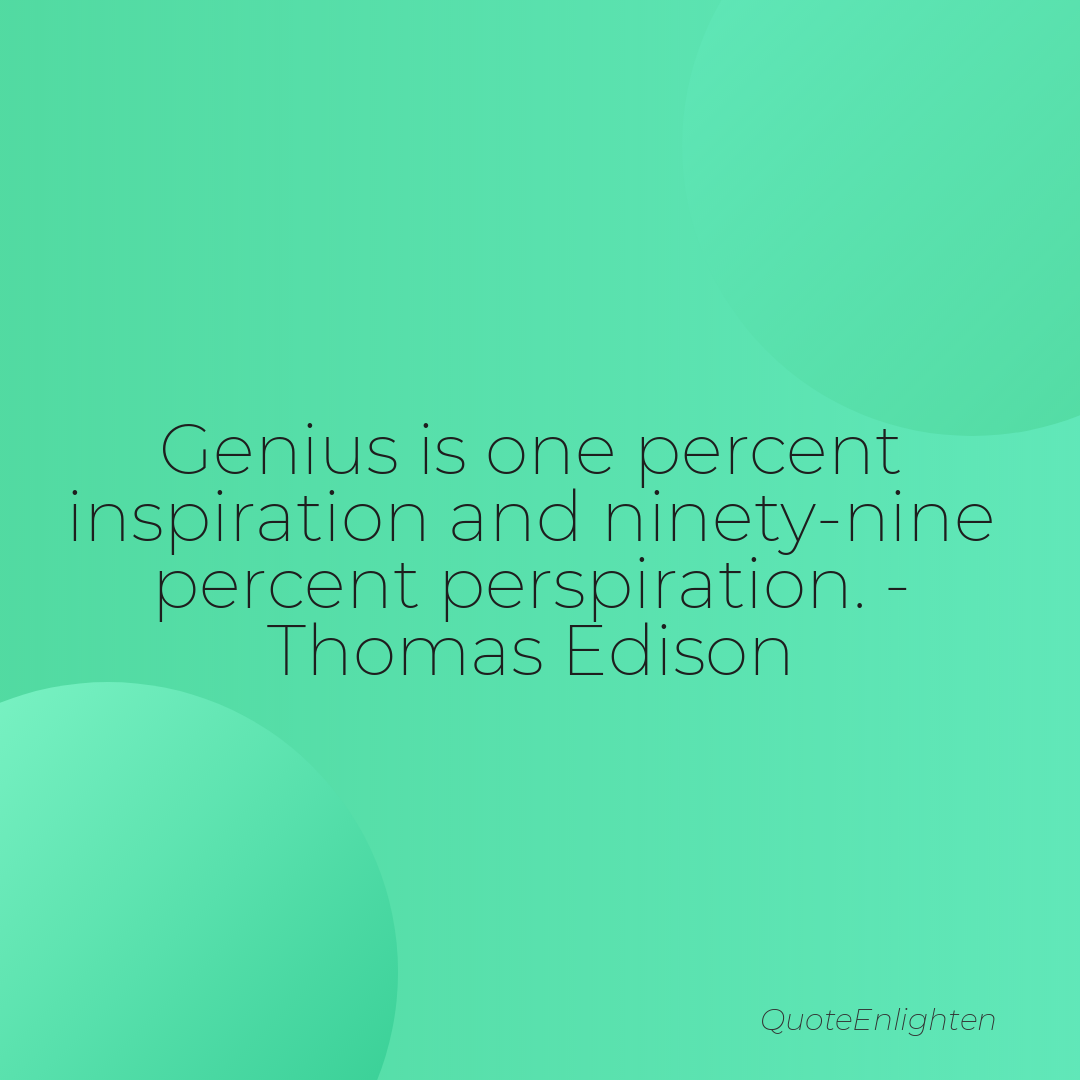 Genius is one percent
inspiration and ninety-nine
percent perspiration. -
Thomas Edison
QuoteEnlighten